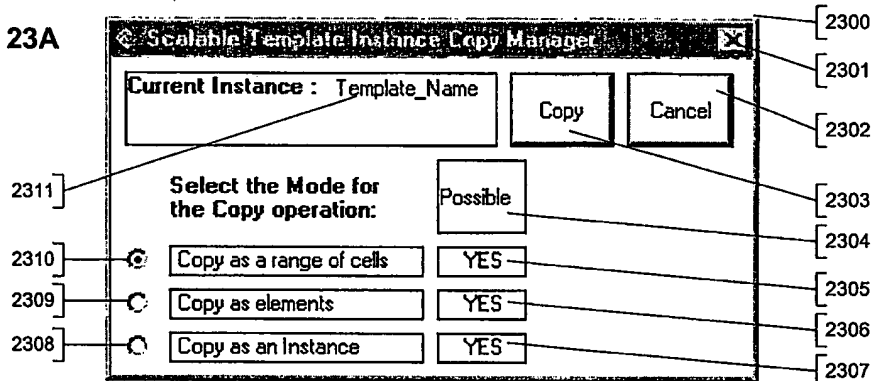 23A
Scalable Template Instance Copy Manager
2300
2301
Current Instance : Template_Name
Copy
Cancel
2302
2311
Select the Mode for
the Copy operation:
Possible
2303
2304
2310
Copy as a range of cells
YES
2305
2309
Copy as elements
YES
2306
2308
Copy as an Instance
YES
2307